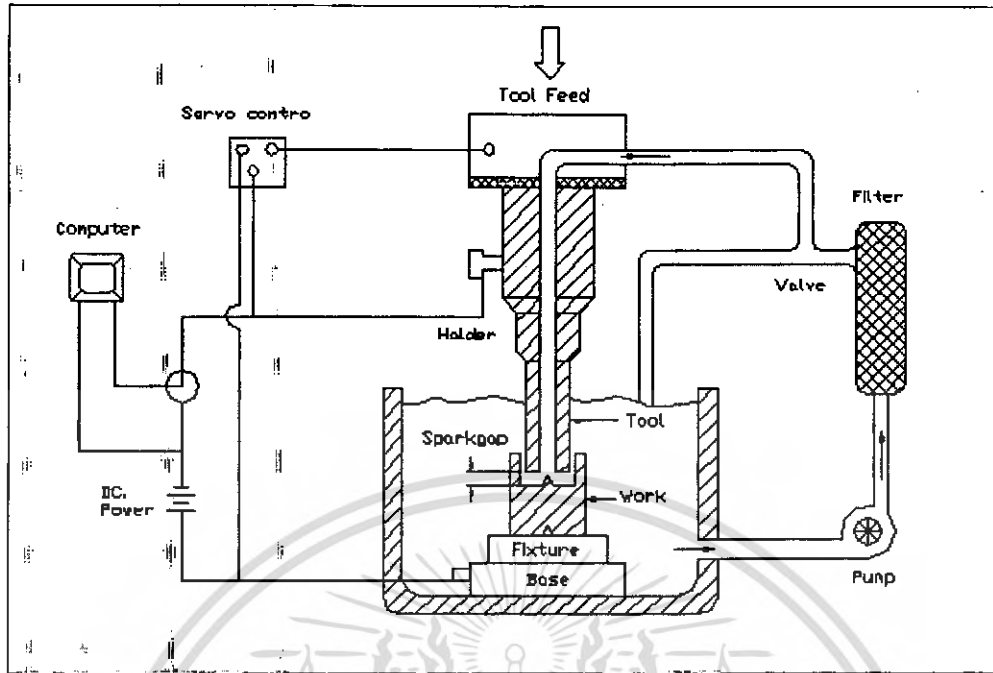 Tool Feed
Servo contro
Filter
Computer
Valve
Holder
Tool
Sparkgap
Work
DC.
Power
Fixture
Base
Pump